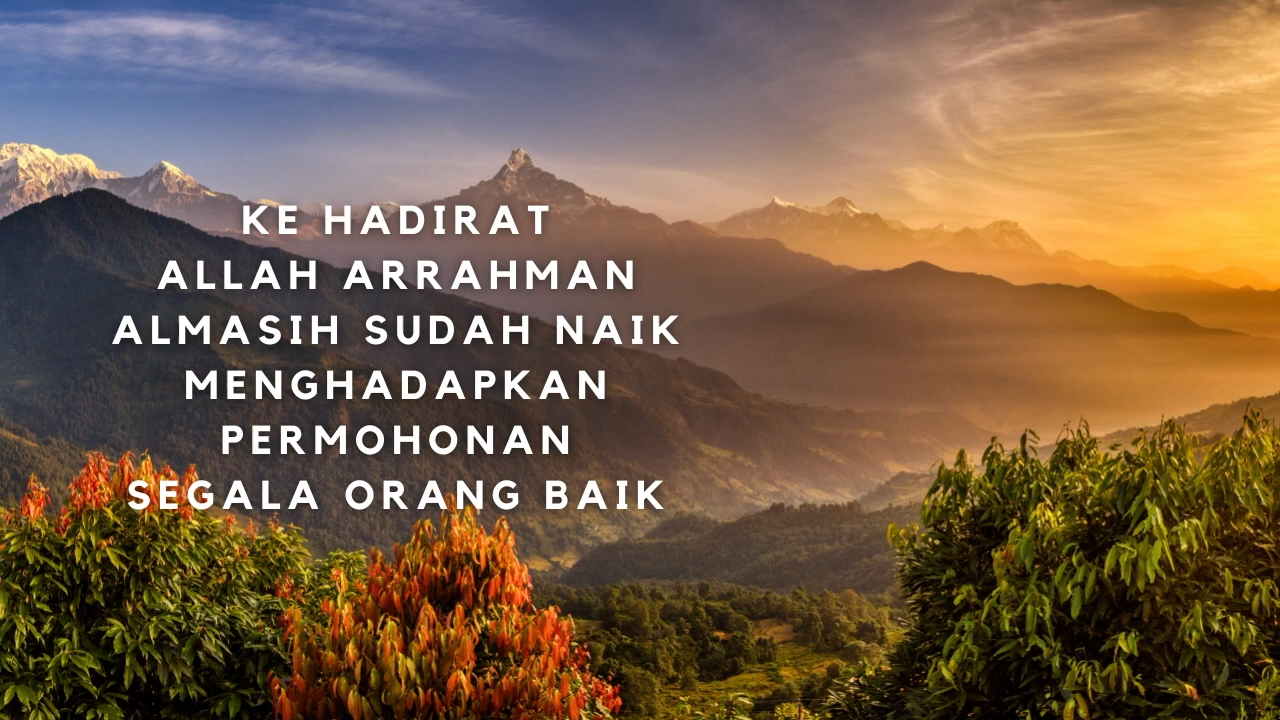 KE HADIRAT
ALLAH ARRAHMAN
ALMASIH SUDAH NAIK
MENGHADAPKAN
PERMOHONAN
SEGALA ORANG BAIK